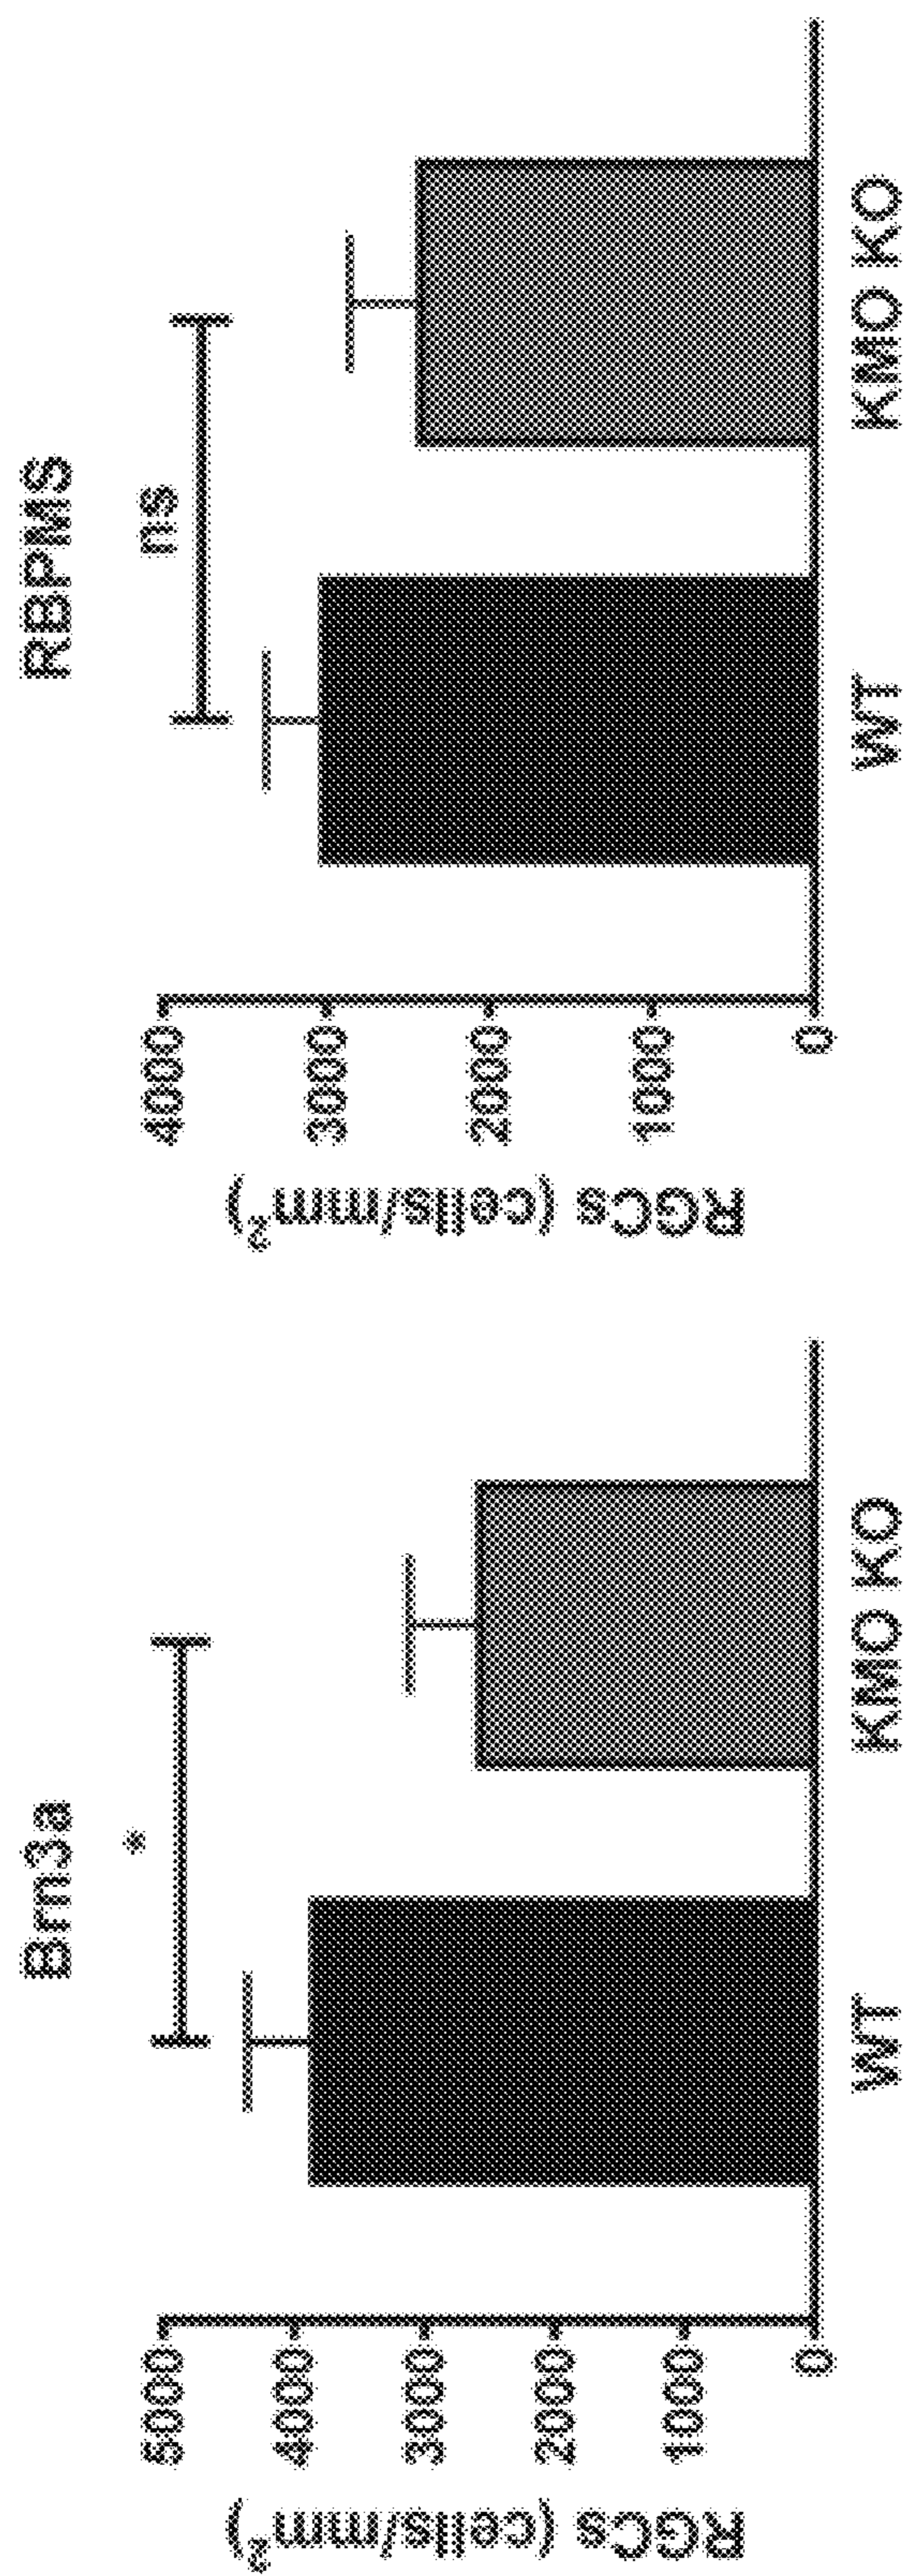 Brn3a
*
RGCs (cells/mm²)
5000
4000
3000
2000
1000
0
WT
KMO KO
RBPMS
ns
RGCs (cells/mm²)
4000
3000
2000
1000
0
WT
KMO KO